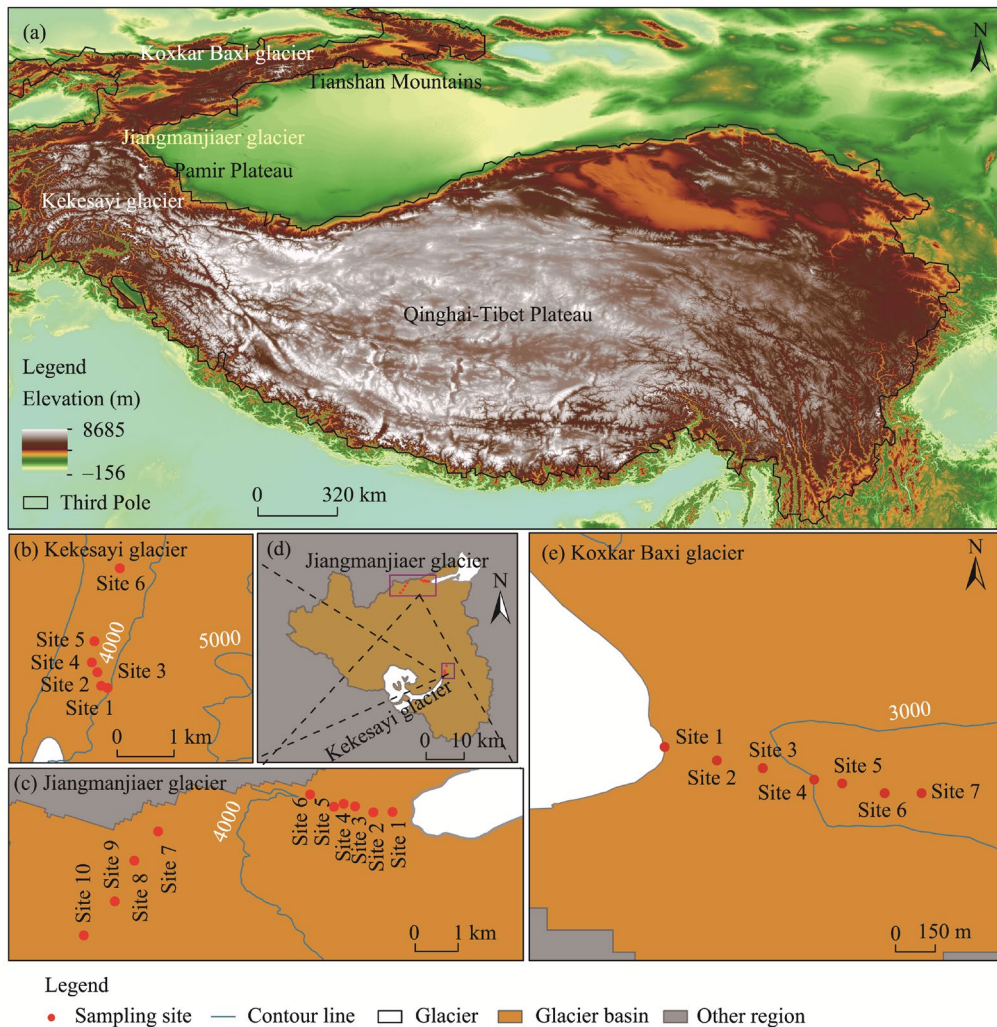 (a)
N
Koxkar Baxi glacier
Tianshan Mountains
Jiangmanjiaer glacier
Pamir Plateau
Kekesayi glacier
Qinghai-Tibet Plateau
Legend
Elevation (m)
8685
–156
Third Pole
0 320 km
(b) Kekesayi glacier
Site 6
Site 5
4000
5000
Site 4
Site 3
Site 2
Site 1
0 1 km
(d)
Jiangmanjiaer glacier
N
Kekesayi glacier
0 10 km
(e) Koxkar Baxi glacier
N
3000
Site 1
Site 2
Site 3
Site 4
Site 5
Site 6
Site 7
0 150 m
(c) Jiangmanjiaer glacier
4000
Site 6
Site 5
Site 4
Site 3
Site 2
Site 1
Site 10
Site 9
Site 8
Site 7
0 1 km
Legend
Sampling site Contour line Glacier Glacier basin Other region